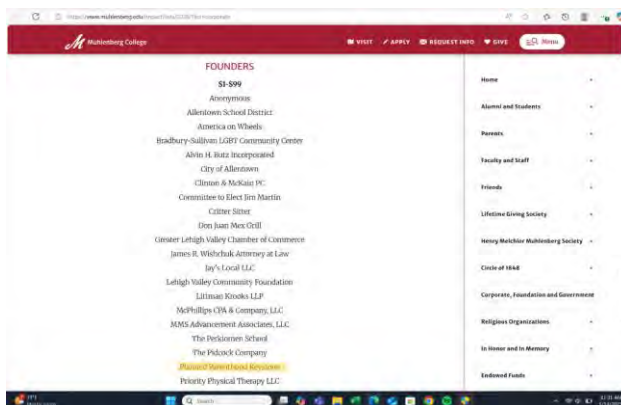 Muhlenberg College
VISIT
APPLY
REQUEST INFO
GIVE
Menu
FOUNDERS
$1-$99
Anonymous
Allentown School District
America on Wheels
Bradbury-Sullivan LGBT Community Center
Alvin H. Butz Incorporated
City of Allentown
Clinton & McKain PC
Committee to Elect Jim Martin
Critter Sitter
Don Juan Mex Grill
Greater Lehigh Valley Chamber of Commerce
James R. Wishchuk Attorney at Law
Jay's Local LLC
Lehigh Valley Community Foundation
Littman Krooks LLP
McPhillips CPA & Company, LLC
MMS Advancement Associates, LLC
The Perkiomen School
The Pidcock Company
Planned Parenthood Keystone
Priority Physical Therapy LLC
Home
Alumni and Students
Parents
Faculty and Staff
Friends
Lifetime Giving Society
Henry Melchior Muhlenberg Society
Circle of 1848
Corporate, Foundation and Government
Religious Organizations
In Honor and In Memory
Endowed Funds
Search